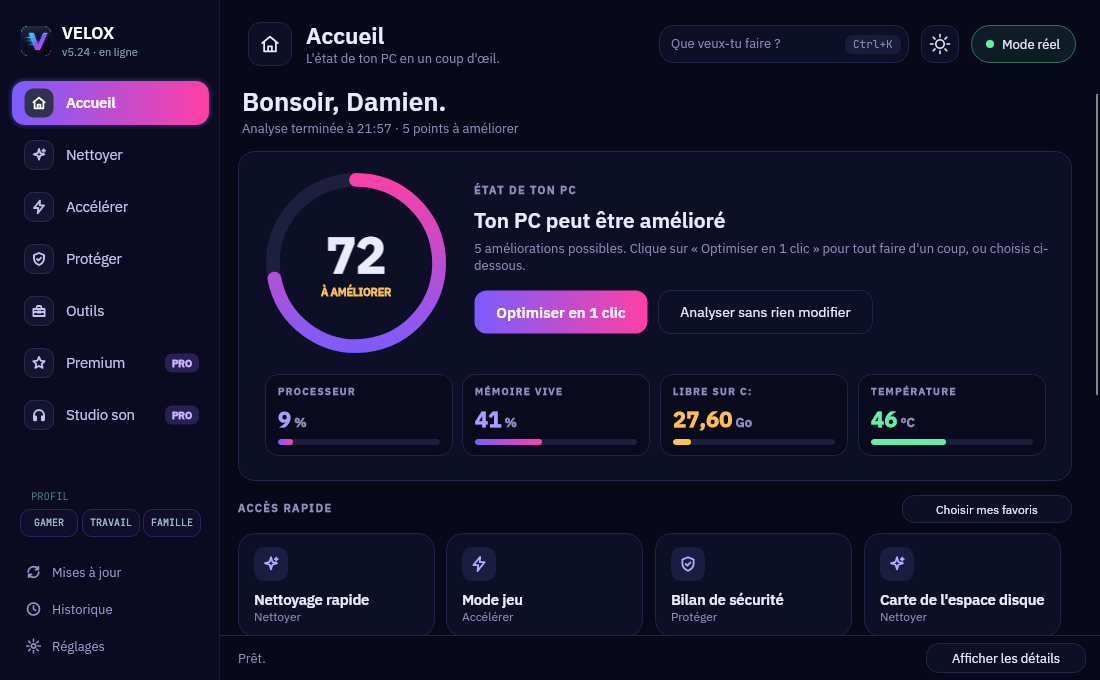 VELOX
v5.24 · en ligne
Accueil
Nettoyer
Accélérer
Protéger
Outils
Premium PRO
Studio son PRO
PROFIL
GAMER TRAVAIL FAMILLE
Mises à jour
Historique
Réglages
Accueil
L'état de ton PC en un coup d'œil.
Que veux-tu faire ? Ctrl+K
Mode réel
Bonsoir, Damien.
Analyse terminée à 21:57 · 5 points à améliorer
72
À AMÉLIORER
ÉTAT DE TON PC
Ton PC peut être amélioré
5 améliorations possibles. Clique sur « Optimiser en 1 clic » pour tout faire d'un coup, ou choisis ci-
dessous.
Optimiser en 1 clic Analyser sans rien modifier
PROCESSEUR
9 %
MÉMOIRE VIVE
41 %
LIBRE SUR C:
27,60 Go
TEMPÉRATURE
46 °C
ACCÈS RAPIDE
Choisir mes favoris
Nettoyage rapide
Nettoyer
Mode jeu
Accélérer
Bilan de sécurité
Protéger
Carte de l'espace disque
Nettoyer
Prêt.
Afficher les détails